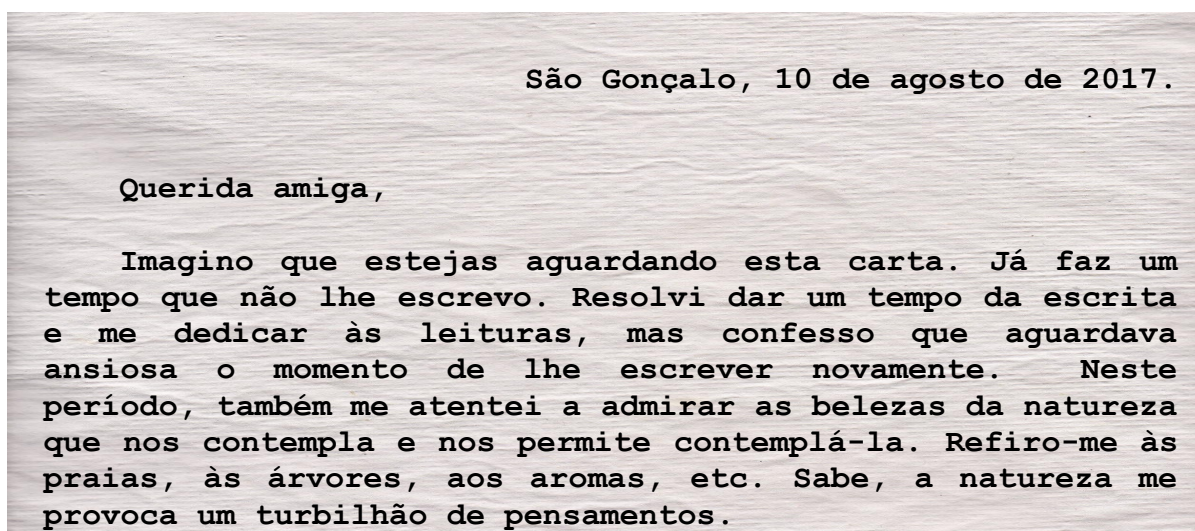 São Gonçalo, 10 de agosto de 2017.
Querida amiga,
Imagino que estejas aguardando esta carta. Já faz um
tempo que não lhe escrevo. Resolvi dar um tempo da escrita
e me dedicar às leituras, mas confesso que aguardava
ansiosa o momento de lhe escrever novamente. Neste
período, também me atentei a admirar as belezas da natureza
que nos contempla e nos permite contemplá-la. Refiro-me às
praias, às árvores, aos aromas, etc. Sabe, a natureza me
provoca um turbilhão de pensamentos.